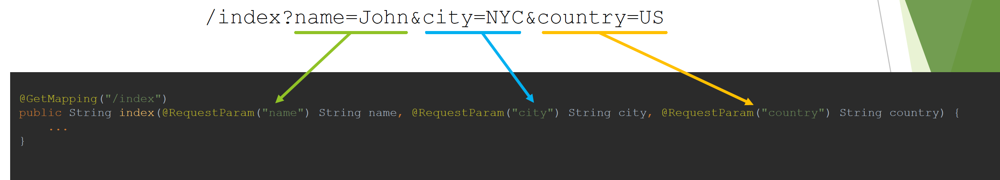 /index?name=John&city=NYC&country=US
@GetMapping("/index")
public String index(@RequestParam("name") String name, @RequestParam("city") String city, @RequestParam("country") String country) {
...
}